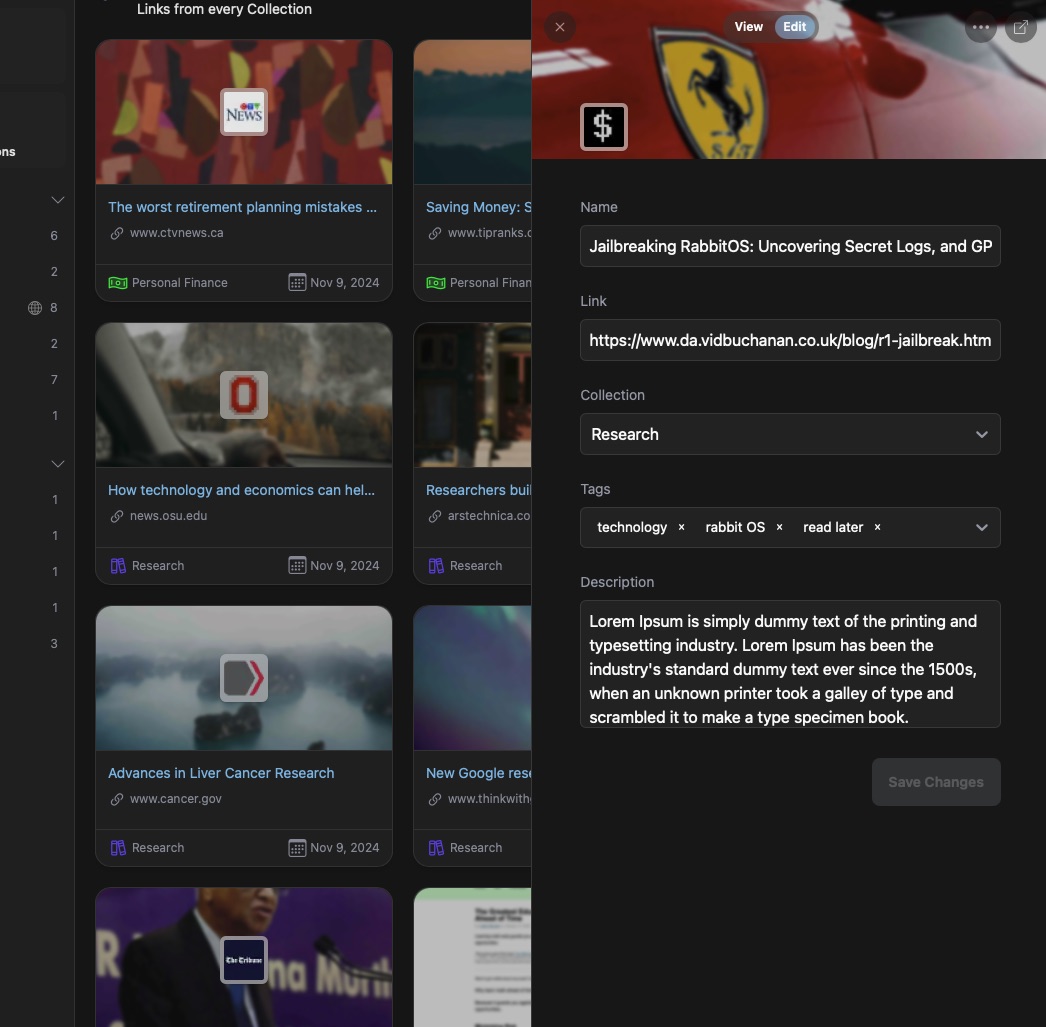 Links from every Collection
ons
6
2
8
2
7
1
1
1
1
1
3
NEWS
The worst retirement planning mistakes ...
www.ctvnews.ca
Personal Finance
Nov 9, 2024
Saving Money: S
www.tipranks.c
Personal Finan
How technology and economics can hel...
news.osu.edu
Research
Nov 9, 2024
Researchers buil
arstechnica.co
Research
Advances in Liver Cancer Research
www.cancer.gov
Research
Nov 9, 2024
New Google rese
www.thinkwith
Research
The Tribune
The Greatest Edu
Ahead of Time
View
Edit
$
S F
Name
Jailbreaking RabbitOS: Uncovering Secret Logs, and GP
Link
https://www.da.vidbuchanan.co.uk/blog/r1-jailbreak.htm
Collection
Research
Tags
technology × rabbit OS × read later ×
Description
Lorem Ipsum is simply dummy text of the printing and
typesetting industry. Lorem Ipsum has been the
industry's standard dummy text ever since the 1500s,
when an unknown printer took a galley of type and
scrambled it to make a type specimen book.
Save Changes